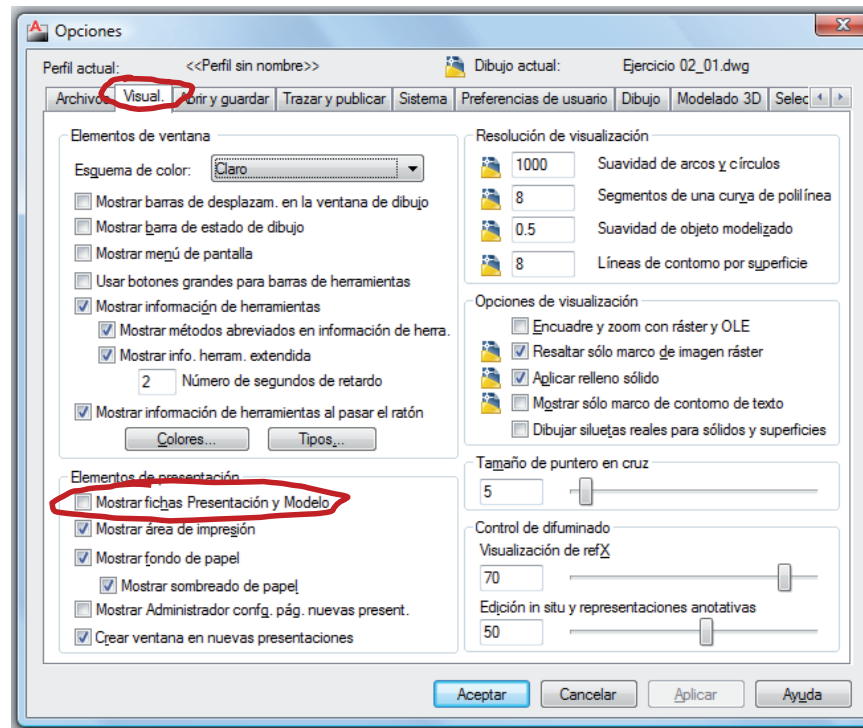 Opciones
Perfil actual: <<Perfil sin nombre>> Dibujo actual: Ejercicio 02_01.dwg
Archivos Visual. Abrir y guardar Trazar y publicar Sistema Preferencias de usuario Dibujo Modelado 3D Selec
Elementos de ventana
Esquema de color: Claro
Mostrar barras de desplazam. en la ventana de dibujo
Mostrar barra de estado de dibujo
Mostrar menú de pantalla
Usar botones grandes para barras de herramientas
Mostrar información de herramientas
Mostrar métodos abreviados en información de herra.
Mostrar info. herram. extendida
2 Número de segundos de retardo
Mostrar información de herramientas al pasar el ratón
Colores... Tipos...
Elementos de presentación
Mostrar fichas Presentación y Modelo
Mostrar área de impresión
Mostrar fondo de papel
Mostrar sombreado de papel
Mostrar Administrador confg. pág. nuevas present.
Crear ventana en nuevas presentaciones
Resolución de visualización
1000 Suavidad de arcos y círculos
8 Segmentos de una curva de polilínea
0.5 Suavidad de objeto modelizado
8 Líneas de contorno por superficie
Opciones de visualización
Encuadre y zoom con ráster y OLE
Resaltar sólo marco de imagen ráster
Aplicar relleno sólido
Mostrar sólo marco de contorno de texto
Dibujar siluetas reales para sólidos y superficies
Tamaño de puntero en cruz
5
Control de difuminado
Visualización de refX
70
Edición in situ y representaciones anotativas
50
Aceptar Cancelar Aplicar Ayuda